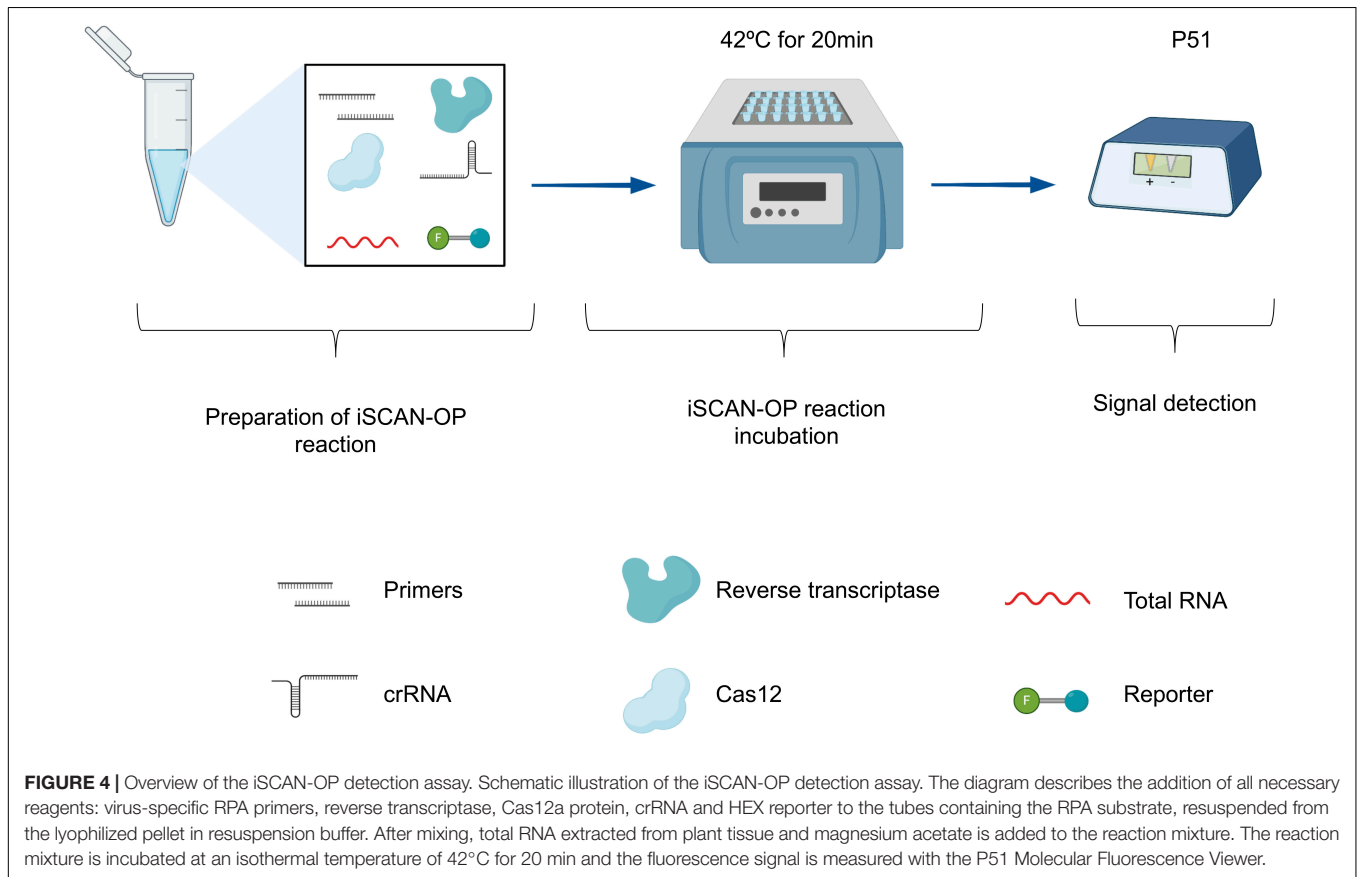 42ºC for 20min
P51
F
+ -
Preparation of iSCAN-OP
reaction
iSCAN-OP reaction
incubation
Signal detection
Primers
Reverse transcriptase
Total RNA
crRNA
Cas12
F
Reporter
FIGURE 4 | Overview of the iSCAN-OP detection assay. Schematic illustration of the iSCAN-OP detection assay. The diagram describes the addition of all necessary
reagents: virus-specific RPA primers, reverse transcriptase, Cas12a protein, crRNA and HEX reporter to the tubes containing the RPA substrate, resuspended from
the lyophilized pellet in resuspension buffer. After mixing, total RNA extracted from plant tissue and magnesium acetate is added to the reaction mixture. The reaction
mixture is incubated at an isothermal temperature of 42°C for 20 min and the fluorescence signal is measured with the P51 Molecular Fluorescence Viewer.